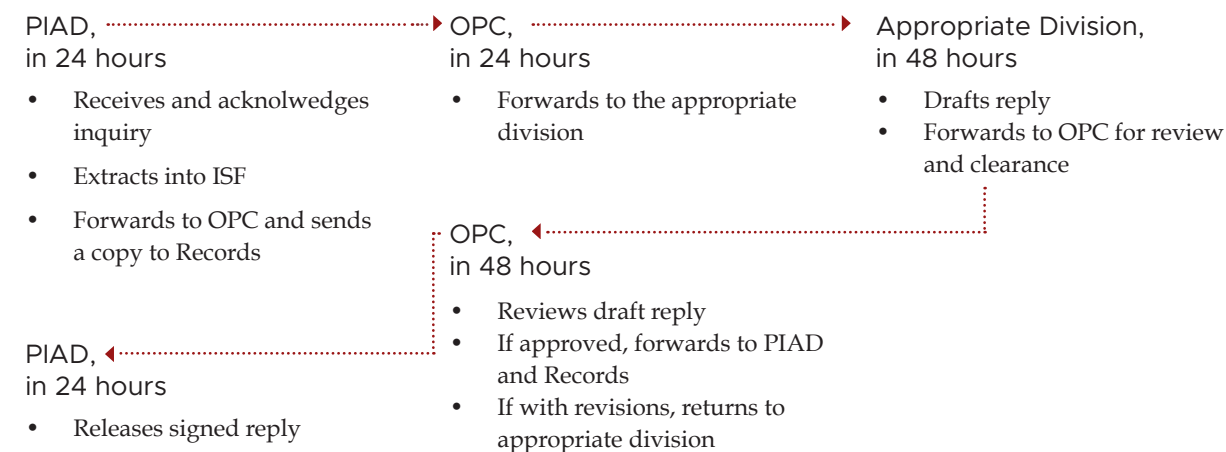 PIAD,
in 24 hours
• Receives and acknolwedges
inquiry
• Extracts into ISF
• Forwards to OPC and sends
a copy to Records
OPC,
in 24 hours
• Forwards to the appropriate
division
Appropriate Division,
in 48 hours
• Drafts reply
• Forwards to OPC for review
and clearance
OPC,
in 48 hours
• Reviews draft reply
• If approved, forwards to PIAD
and Records
• If with revisions, returns to
appropriate division
PIAD,
in 24 hours
• Releases signed reply